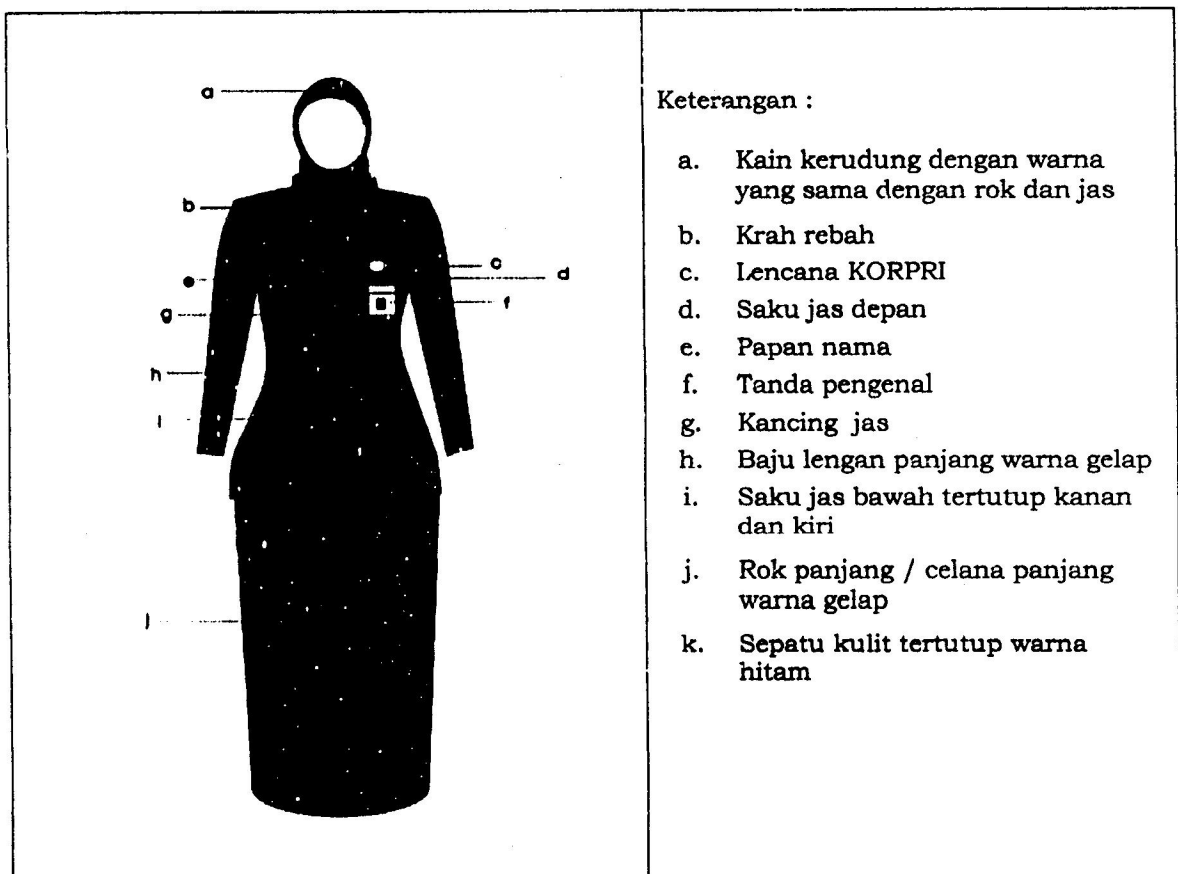 a
b
c
d
e
f
g
h
i
j
Keterangan :
a. Kain kerudung dengan warna
yang sama dengan rok dan jas
b. Krah rebah
c. Lencana KORPRI
d. Saku jas depan
e. Papan nama
f. Tanda pengenal
g. Kancing jas
h. Baju lengan panjang warna gelap
i. Saku jas bawah tertutup kanan
dan kiri
j. Rok panjang / celana panjang
warna gelap
k. Sepatu kulit tertutup warna
hitam